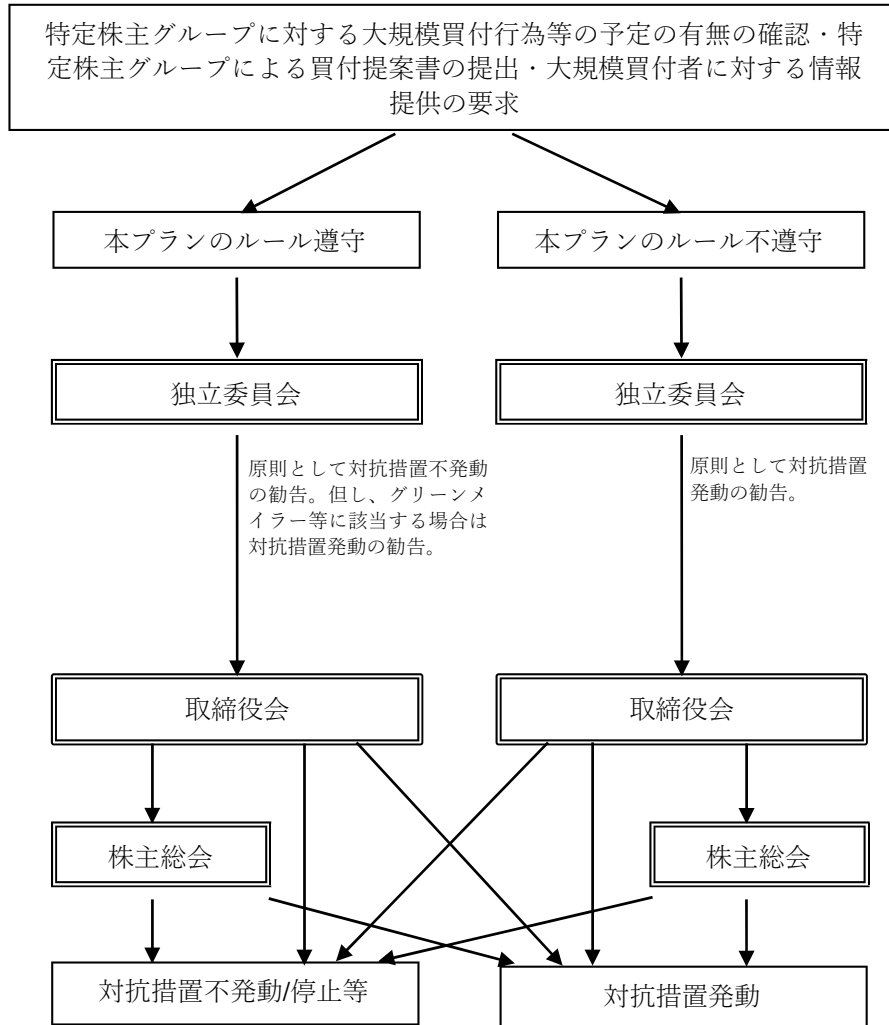 特定株主グループに対する大規模買付行為等の予定の有無の確認・特
定株主グループによる買付提案書の提出・大規模買付者に対する情報
提供の要求
本プランのルール遵守
本プランのルール不遵守
独立委員会
独立委員会
原則として対抗措置不発動
の勧告。但し、グリーンメ
イラー等に該当する場合は
対抗措置発動の勧告。
原則として対抗措置
発動の勧告。
取締役会
取締役会
株主総会
株主総会
対抗措置不発動/停止等
対抗措置発動